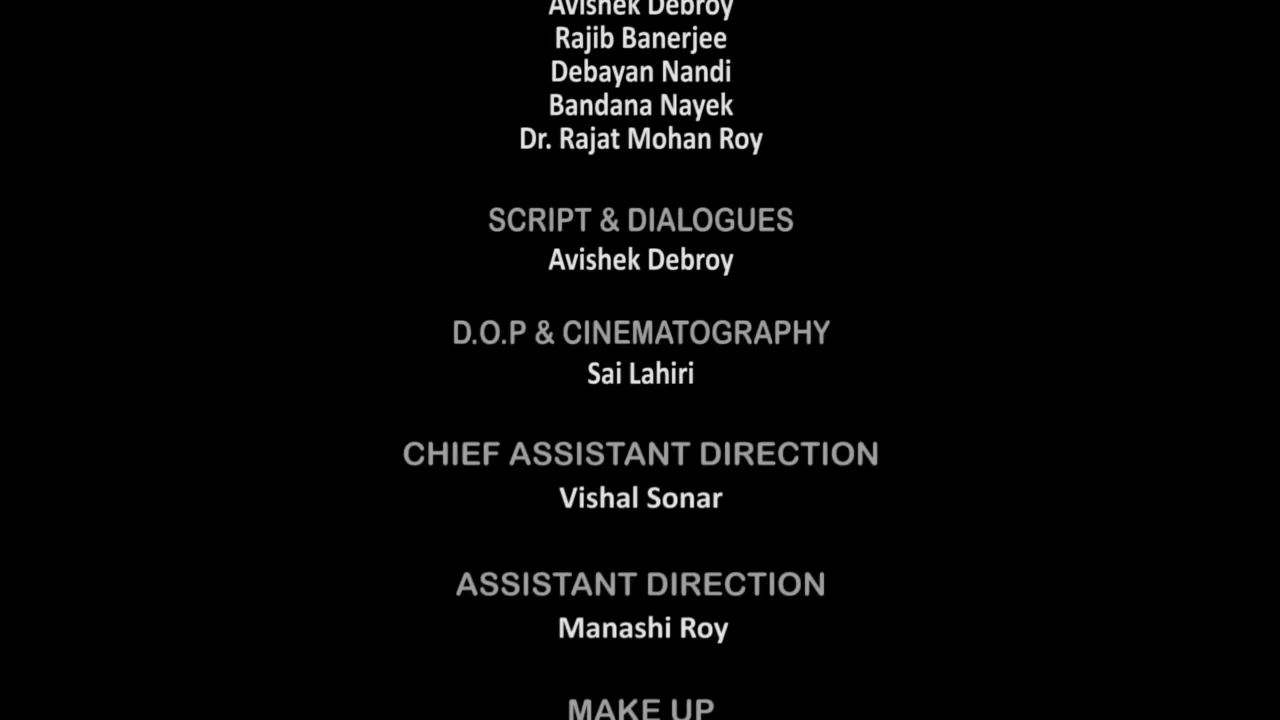 Avishek Debroy
Rajib Banerjee
Debayan Nandi
Bandana Nayek
Dr. Rajat Mohan Roy
SCRIPT & DIALOGUES
Avishek Debroy
D.O.P & CINEMATOGRAPHY
Sai Lahiri
CHIEF ASSISTANT DIRECTION
Vishal Sonar
ASSISTANT DIRECTION
Manashi Roy
MAKE UP